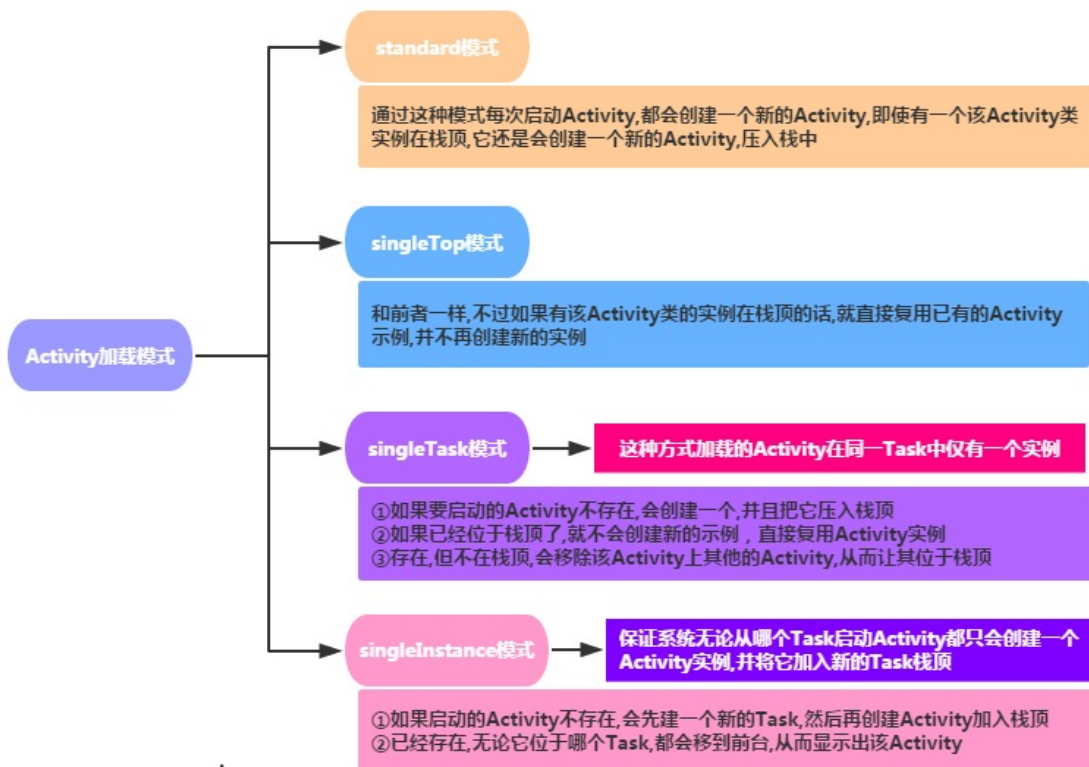 standard模式
通过这种模式每次启动Activity,都会创建一个新的Activity,即使有一个该Activity类
实例在栈顶,它还是会创建一个新的Activity,压入栈中
singleTop模式
和前者一样,不过如果有该Activity类的实例在栈顶的话,就直接复用已有的Activity
示例,并不再创建新的实例
Activity加载模式
singleTask模式
这种方式加载的Activity在同一Task中仅有一个实例
①如果要启动的Activity不存在,会创建一个,并且把它压入栈顶
②如果已经位于栈顶了,就不会创建新的示例，直接复用Activity实例
③存在,但不在栈顶,会移除该Activity上其他的Activity,从而让其位于栈顶
singleInstance模式
保证系统无论从哪个Task启动Activity都只会创建一个
Activity实例,并将它加入新的Task栈顶
①如果启动的Activity不存在,会先建一个新的Task,然后再创建Activity加入栈顶
②已经存在,无论它位于哪个Task,都会移到前台,从而显示出该Activity